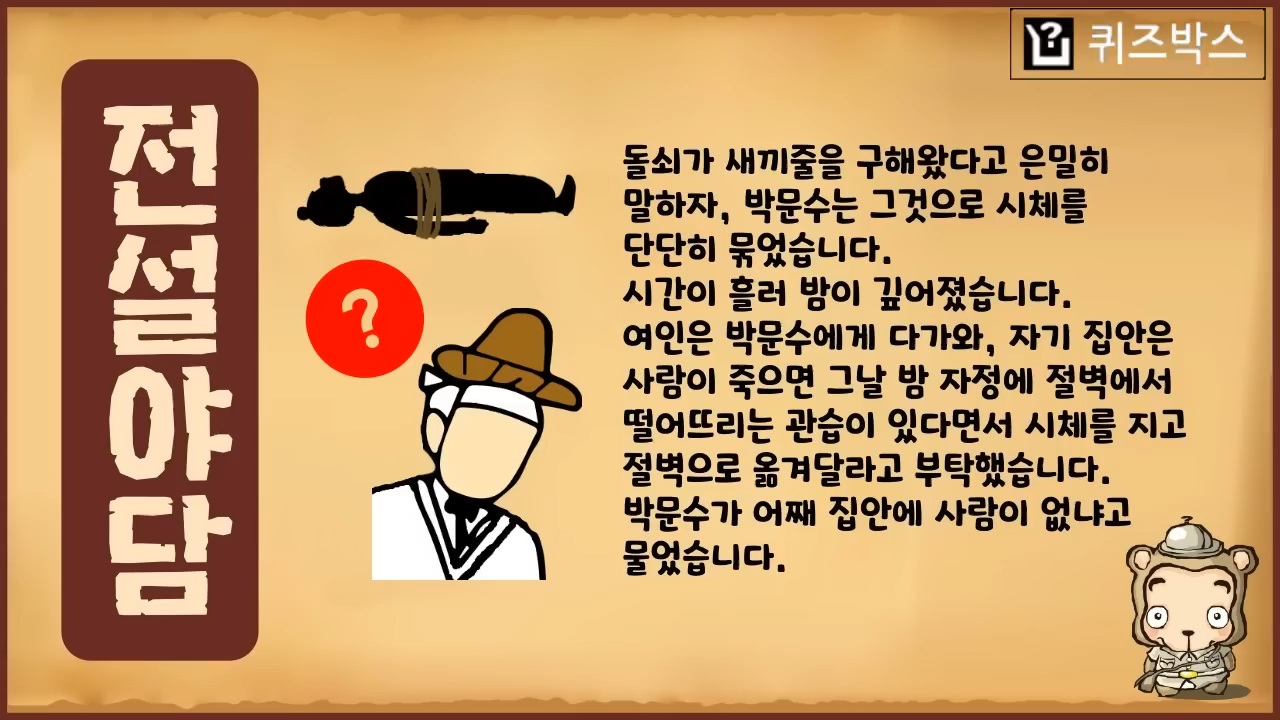 퀴즈박스
전설야담
돌쇠가 새끼줄을 구해왔다고 은밀히
말하자, 박문수는 그것으로 시체를
단단히 묶었습니다.
시간이 흘러 밤이 깊어졌습니다.
여인은 박문수에게 다가와, 자기 집안은
사람이 죽으면 그날 밤 자정에 절벽에서
떨어뜨리는 관습이 있다면서 시체를 지고
절벽으로 옮겨달라고 부탁했습니다.
박문수가 어째 집안에 사람이 없냐고
물었습니다.
?